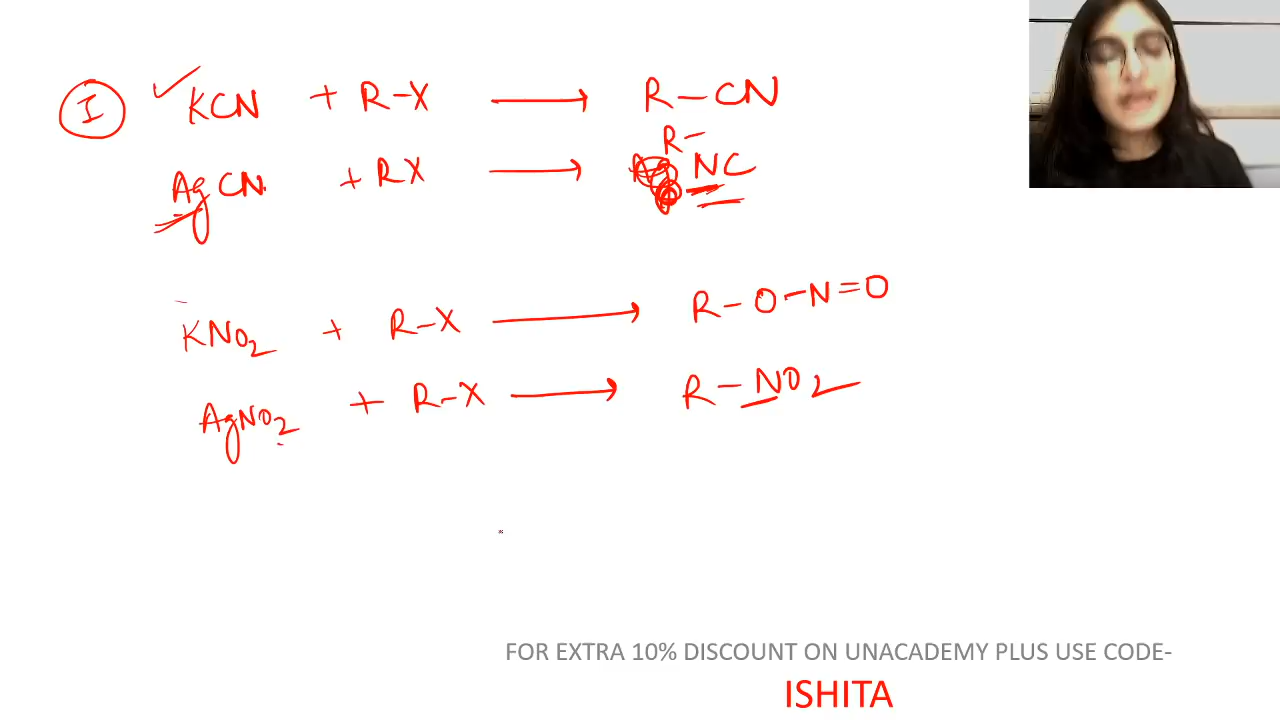 I KCN + R-X → R-CN
AgCN + RX → R-NC
KNO2 + R-X → R-O-N=O
AgNO2 + R-X → R-NO2
FOR EXTRA 10% DISCOUNT ON UNACADEMY PLUS USE CODE-
ISHITA